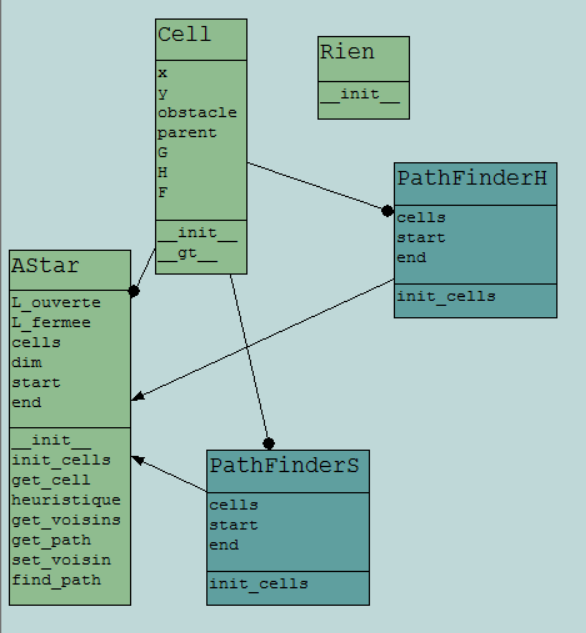 Cell
x
y
obstacle
parent
G
H
F
__init__
__gt__
Rien
__init__
PathFinderH
cells
start
end
init_cells
AStar
L_ouverte
L_fermee
cells
dim
start
end
__init__
init_cells
get_cell
heuristique
get_voisins
get_path
set_voisin
find_path
PathFinderS
cells
start
end
init_cells